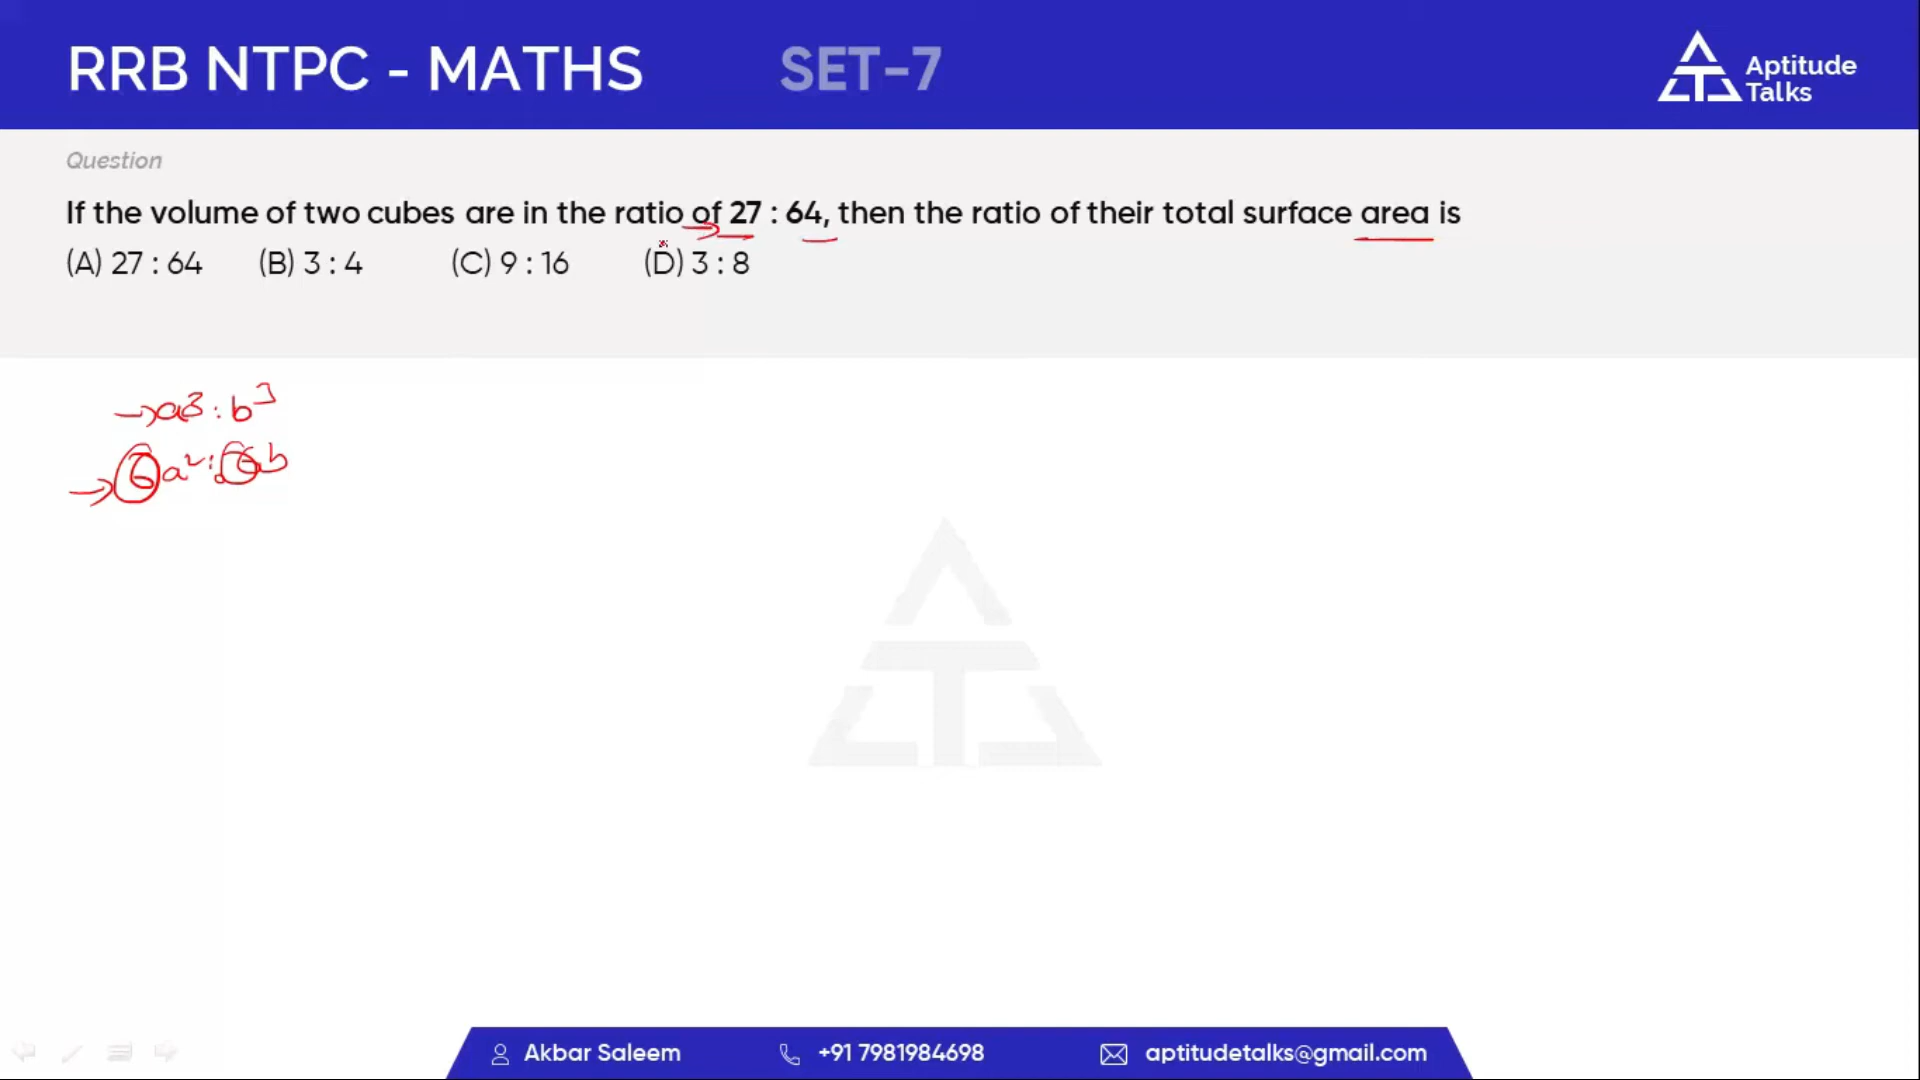 RRB NTPC - MATHS SET-7
Aptitude
Talks
Question
If the volume of two cubes are in the ratio of 27 : 64, then the ratio of their total surface area is
(A) 27 : 64 (B) 3 : 4 (C) 9 : 16 (D) 3 : 8
→a³ : b³
→6a² : 6b
Akbar Saleem +91 7981984698 aptitudetalks@gmail.com